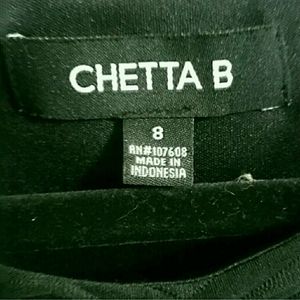 CHETTA B
8
RN#107608
MADE IN
INDONESIA